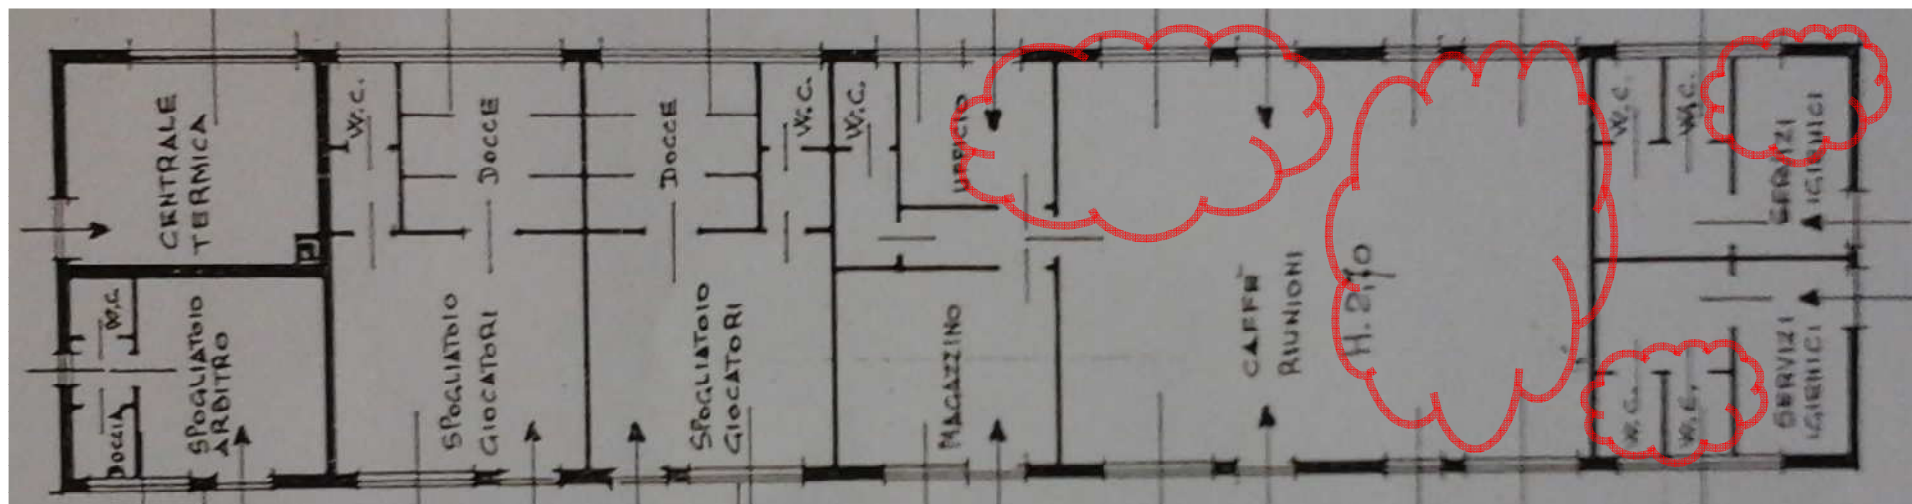 CENTRALE
TERMICA
W.C.
DOCCE
DOCCE
W.C.
W.C.
UFFICIO
W.C.
W.C.
SERVIZI
IGIENICI
W.C.
DOCCIA
SPOGLIATOIO
ARBITRO
SPOGLIATOIO
GIOCATORI
SPOGLIATOIO
GIOCATORI
MAGAZZINO
CAFFÈ
RIUNIONI
H. 2,70
W.C.
W.C.
SERVIZI
IGIENICI